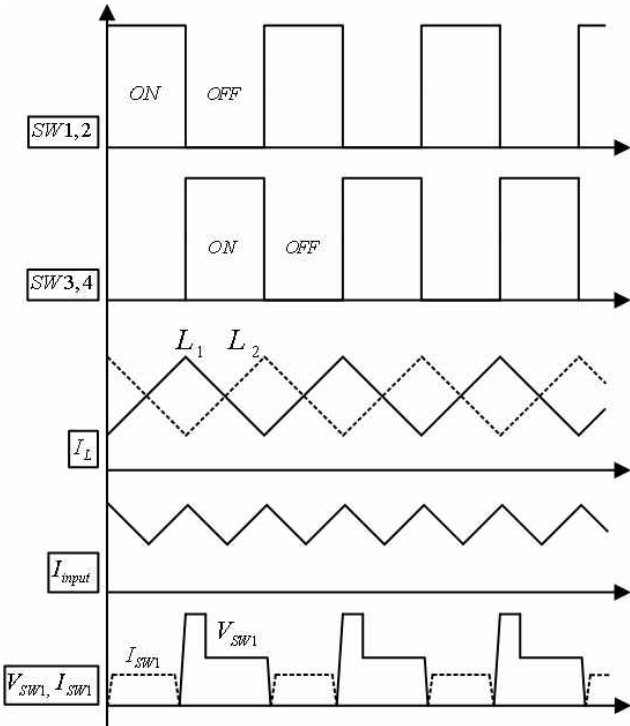 ON OFF
SW1,2
ON OFF
SW3,4
L1 L2
IL
Iinput
VSW1
ISW1
VSW1, ISW1